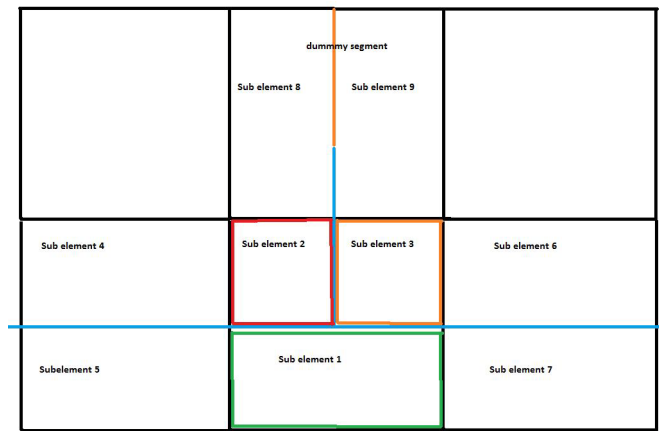 dummmy segment
Sub element 8
Sub element 9
Sub element 4
Sub element 2
Sub element 3
Sub element 6
Sub element 1
Subelement 5
Sub element 7